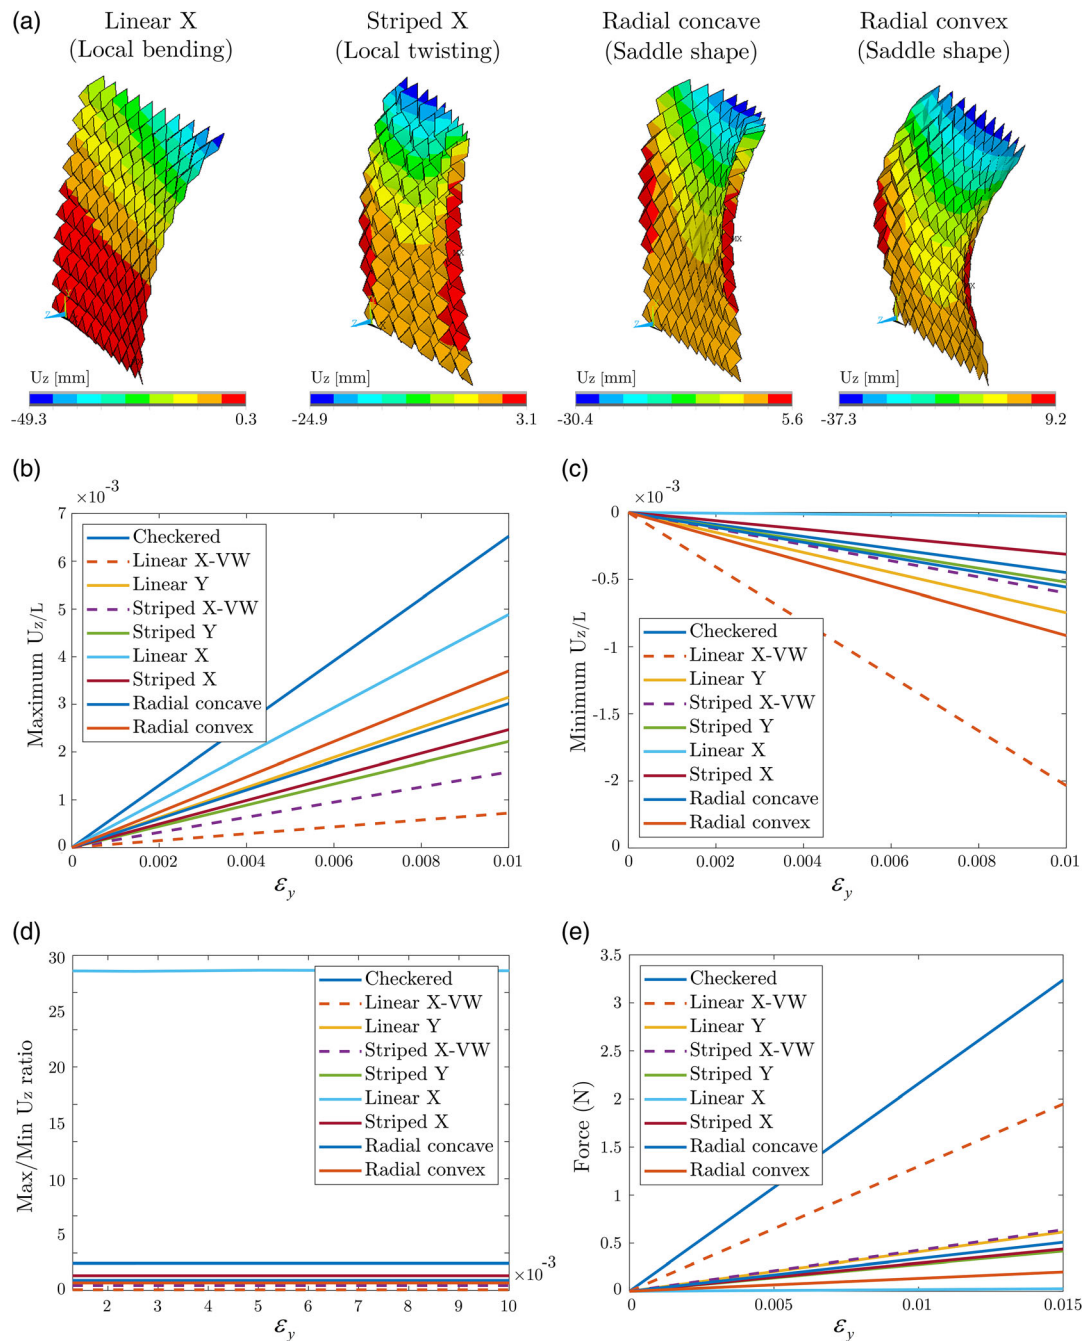 (a)
Linear X
(Local bending)
Striped X
(Local twisting)
Radial concave
(Saddle shape)
Radial convex
(Saddle shape)
Z
Z
X
Z
MX
Z
X
Uz [mm]
-49.3 0.3
Uz [mm]
-24.9 3.1
Uz [mm]
-30.4 5.6
Uz [mm]
-37.3 9.2
(b)
×10⁻³
7
6
5
4
3
2
1
0
Maximum Uz/L
Checkered
Linear X-VW
Linear Y
Striped X-VW
Striped Y
Linear X
Striped X
Radial concave
Radial convex
0 0.002 0.004 0.006 0.008 0.01
εy
(c)
×10⁻³
0
-0.5
-1
-1.5
-2
0
Minimum Uz/L
Checkered
Linear X-VW
Linear Y
Striped X-VW
Striped Y
Linear X
Striped X
Radial concave
Radial convex
0 0.002 0.004 0.006 0.008 0.01
εy
(d)
30
25
20
15
10
5
0
Max/Min Uz ratio
Checkered
Linear X-VW
Linear Y
Striped X-VW
Striped Y
Linear X
Striped X
Radial concave
Radial convex
×10⁻³
2 3 4 5 6 7 8 9 10
εy
(e)
3.5
3
2.5
2
1.5
1
0.5
0
Force (N)
Checkered
Linear X-VW
Linear Y
Striped X-VW
Striped Y
Linear X
Striped X
Radial concave
Radial convex
0 0.005 0.01 0.015
εy